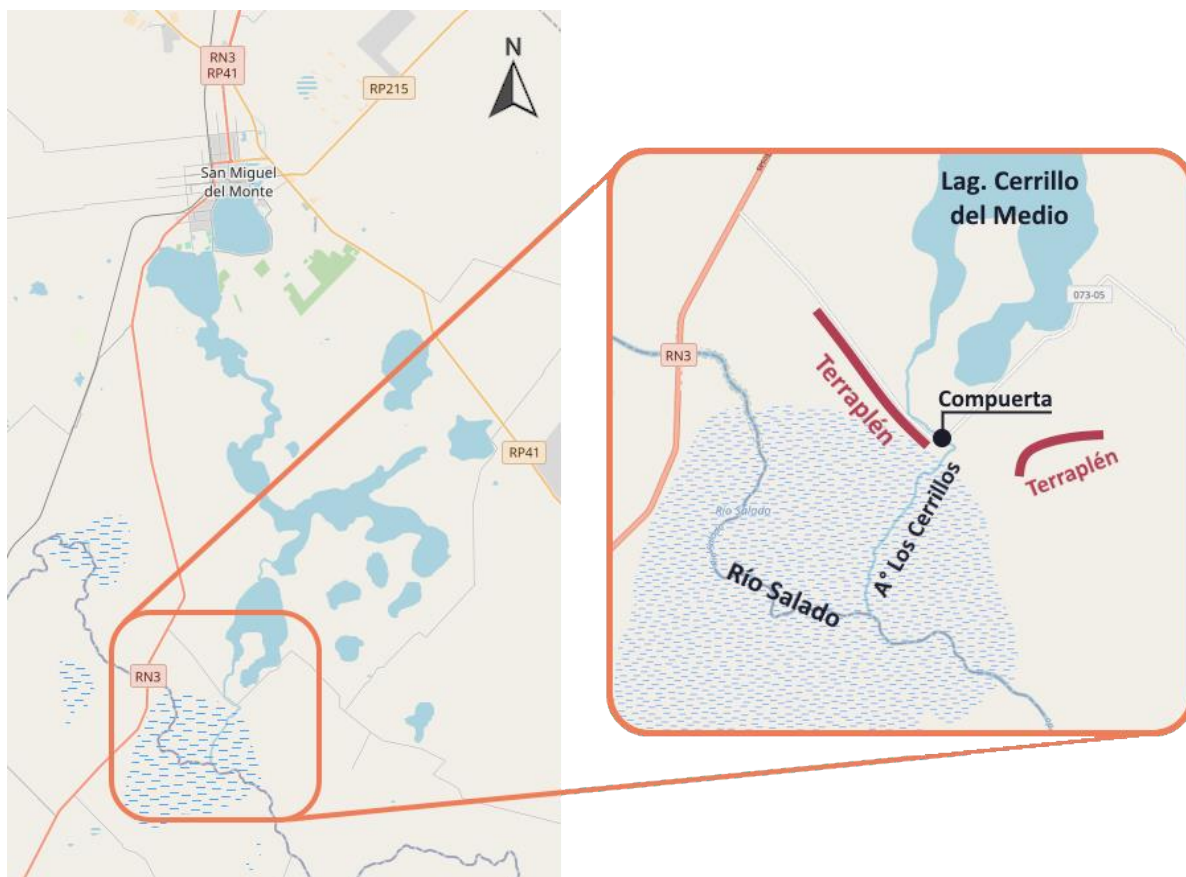 RN3
RP41
RP215
N
San Miguel
del Monte
RP41
RN3
Lag. Cerrillo
del Medio
073-05
RN3
Terraplén
Compuerta
Terraplén
Río Salado
A° Los Cerrillos
Río Salado